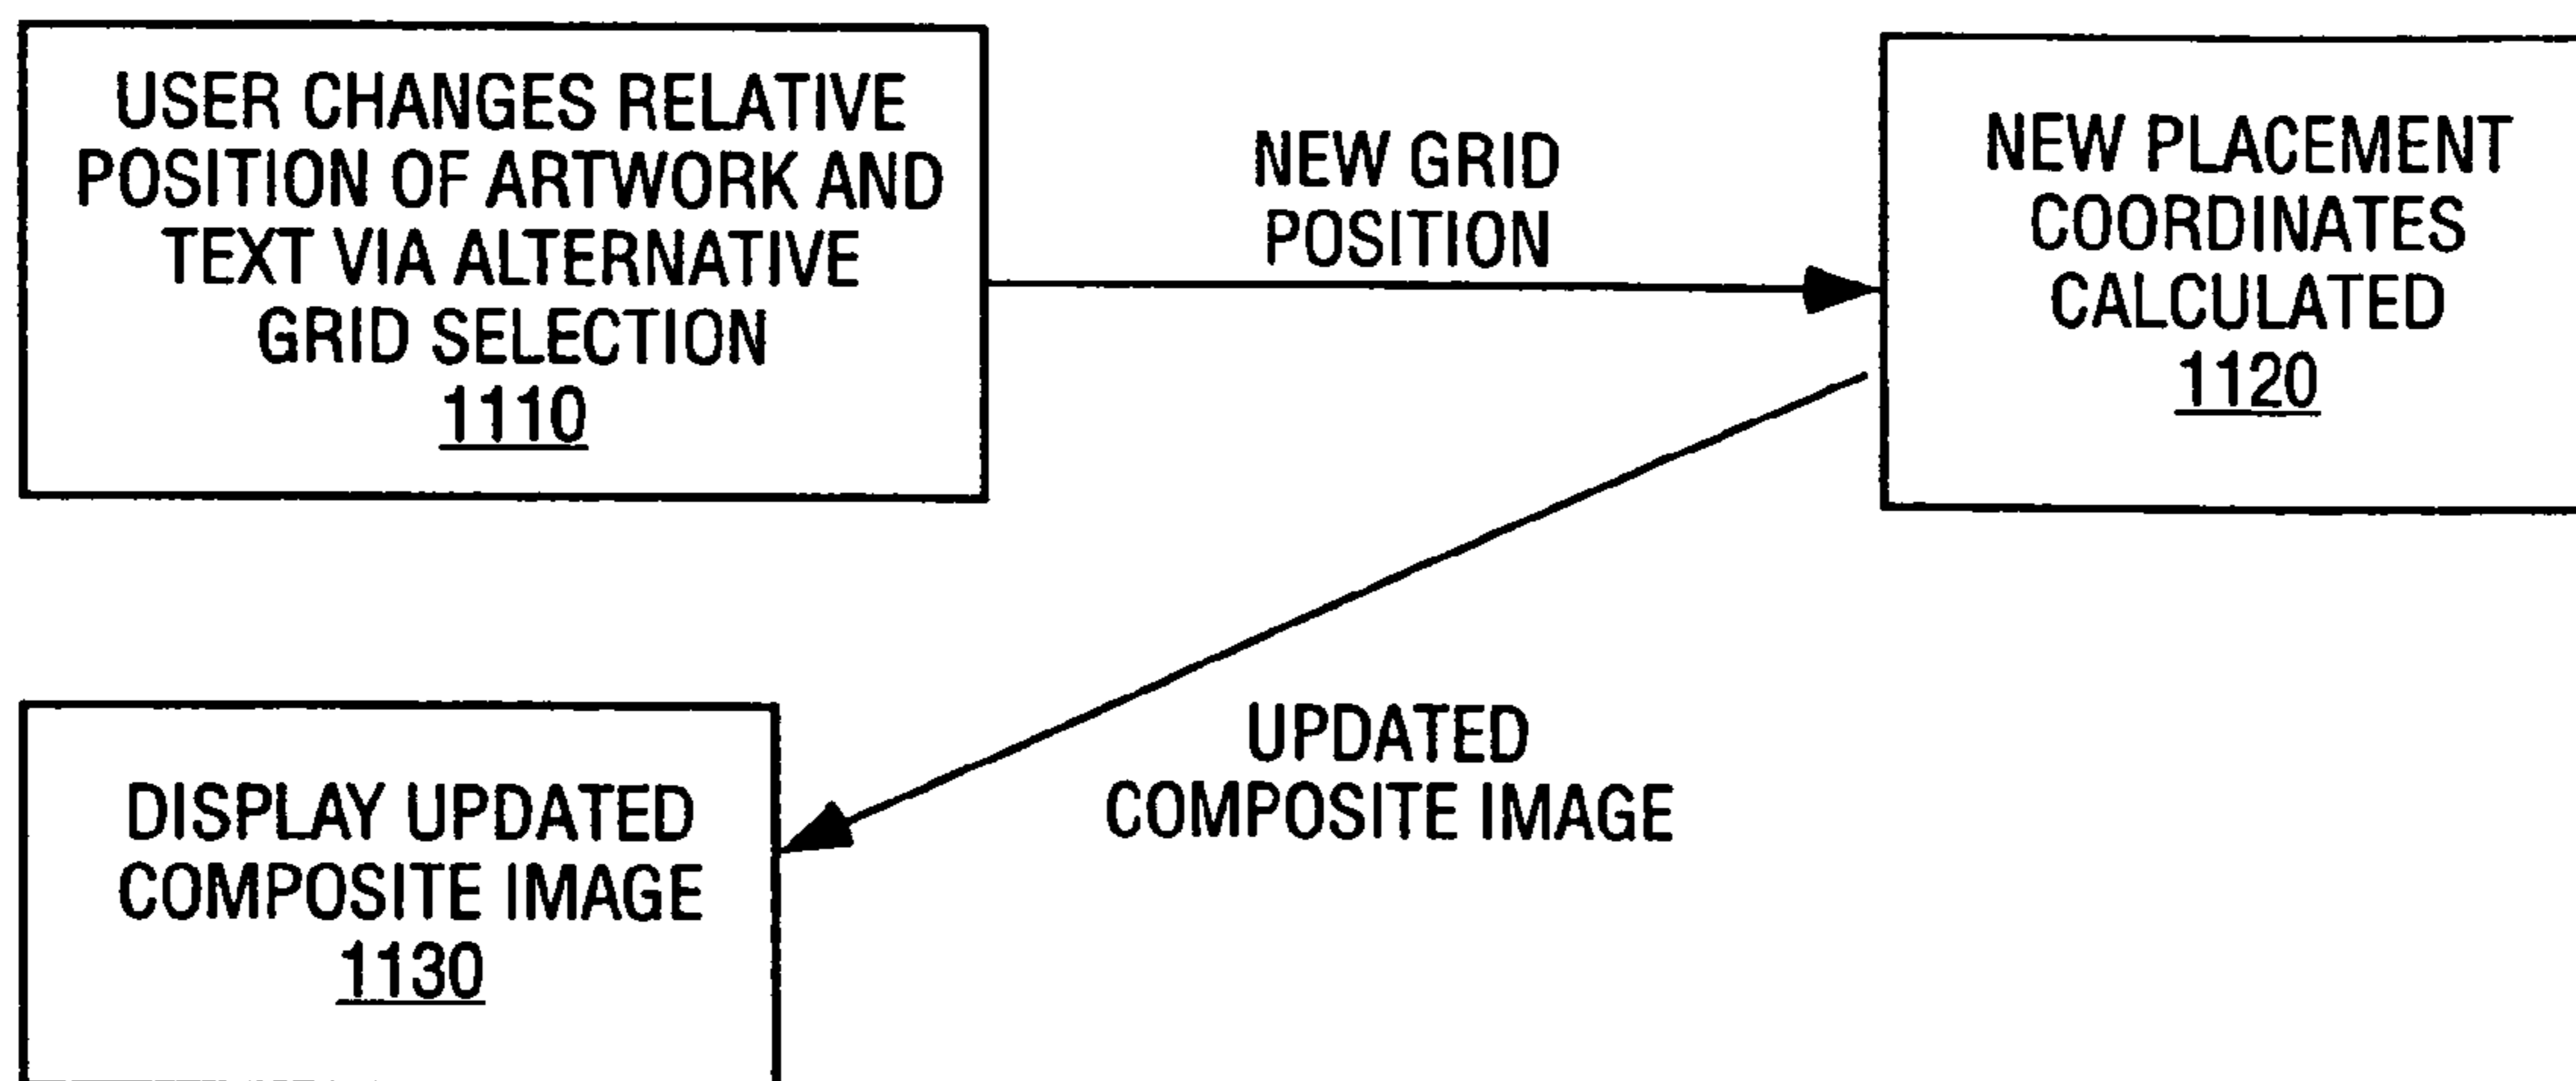 USER CHANGES RELATIVE
POSITION OF ARTWORK AND
TEXT VIA ALTERNATIVE
GRID SELECTION
1110
NEW GRID
POSITION
NEW PLACEMENT
COORDINATES
CALCULATED
1120
UPDATED
COMPOSITE IMAGE
DISPLAY UPDATED
COMPOSITE IMAGE
1130